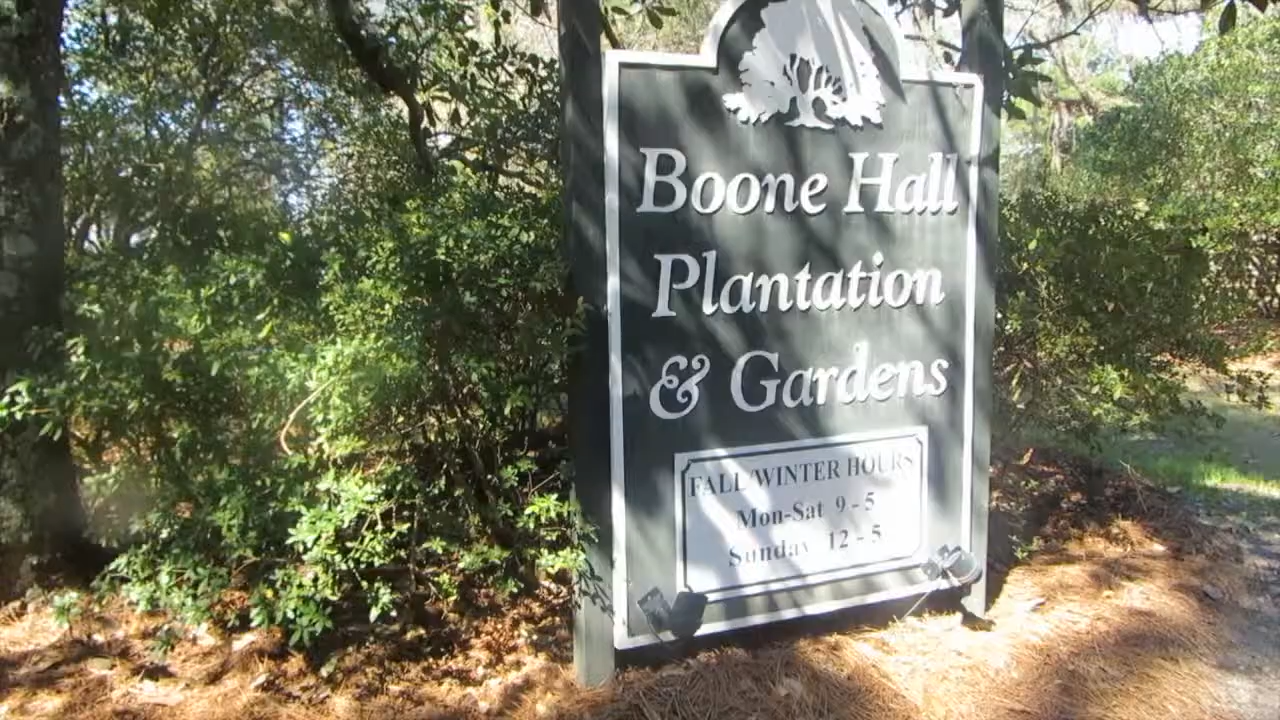 Boone Hall
Plantation
& Gardens
FALL/WINTER HOURS
Mon-Sat 9 - 5
Sunday 12 - 5